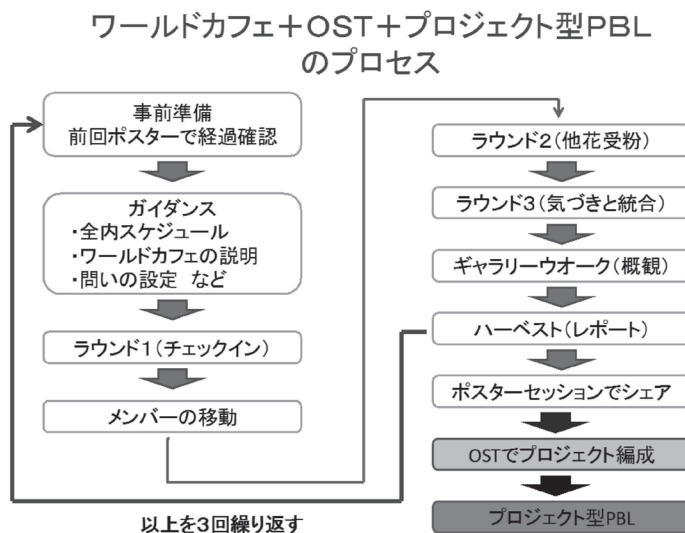 ワールドカフェ＋OST＋プロジェクト型PBL
のプロセス
事前準備
前回ポスターで経過確認
ガイダンス
・全内スケジュール
・ワールドカフェの説明
・問いの設定 など
ラウンド1(チェックイン)
メンバーの移動
ラウンド2(他花受粉)
ラウンド3(気づきと統合)
ギャラリーウオーク(概観)
ハーベスト(レポート)
ポスターセッションでシェア
OSTでプロジェクト編成
プロジェクト型PBL
以上を3回繰り返す